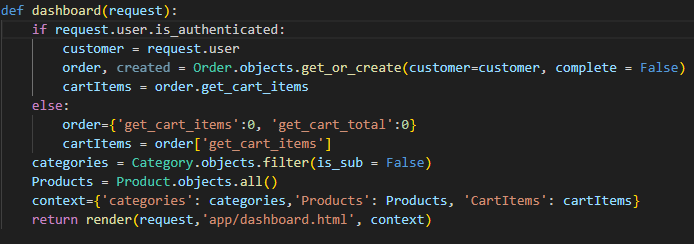 def dashboard(request):
    if request.user.is_authenticated:
        customer = request.user
        order, created = Order.objects.get_or_create(customer=customer, complete = False)
        cartItems = order.get_cart_items
    else:
        order={'get_cart_items':0, 'get_cart_total':0}
        cartItems = order['get_cart_items']
    categories = Category.objects.filter(is_sub = False)
    Products = Product.objects.all()
    context={'categories': categories,'Products': Products, 'CartItems': cartItems}
    return render(request,'app/dashboard.html', context)